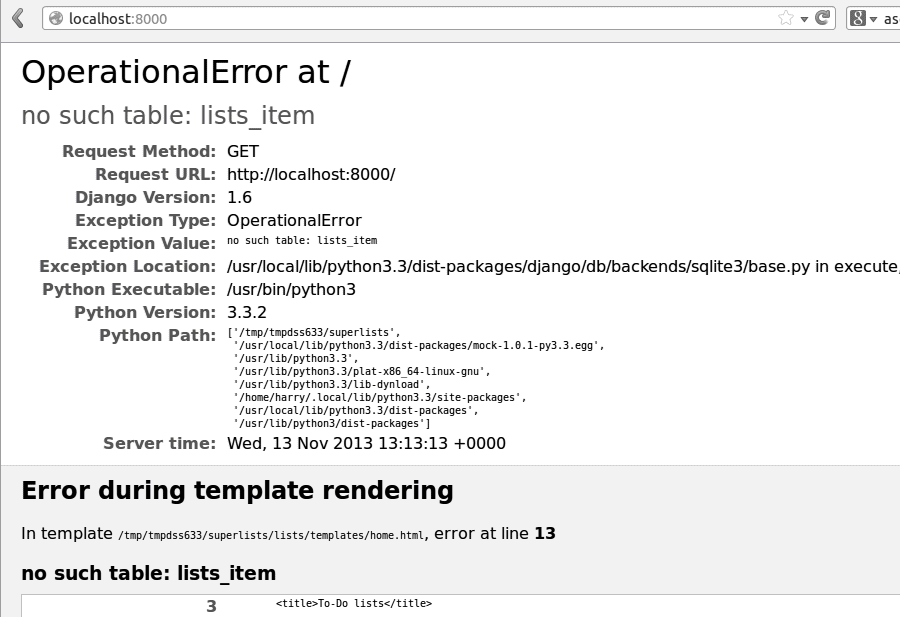 localhost:8000
OperationalError at /
no such table: lists_item
Request Method: GET
Request URL: http://localhost:8000/
Django Version: 1.6
Exception Type: OperationalError
Exception Value: no such table: lists_item
Exception Location: /usr/local/lib/python3.3/dist-packages/django/db/backends/sqlite3/base.py in execute,
Python Executable: /usr/bin/python3
Python Version: 3.3.2
Python Path: ['/tmp/tmpdss633/superlists',
'/usr/local/lib/python3.3/dist-packages/mock-1.0.1-py3.3.egg',
'/usr/lib/python3.3',
'/usr/lib/python3.3/plat-x86_64-linux-gnu',
'/usr/lib/python3.3/lib-dynload',
'/home/harry/.local/lib/python3.3/site-packages',
'/usr/local/lib/python3.3/dist-packages',
'/usr/lib/python3/dist-packages']
Server time: Wed, 13 Nov 2013 13:13:13 +0000
Error during template rendering
In template /tmp/tmpdss633/superlists/lists/templates/home.html, error at line 13
no such table: lists_item
3 <title>To-Do lists</title>